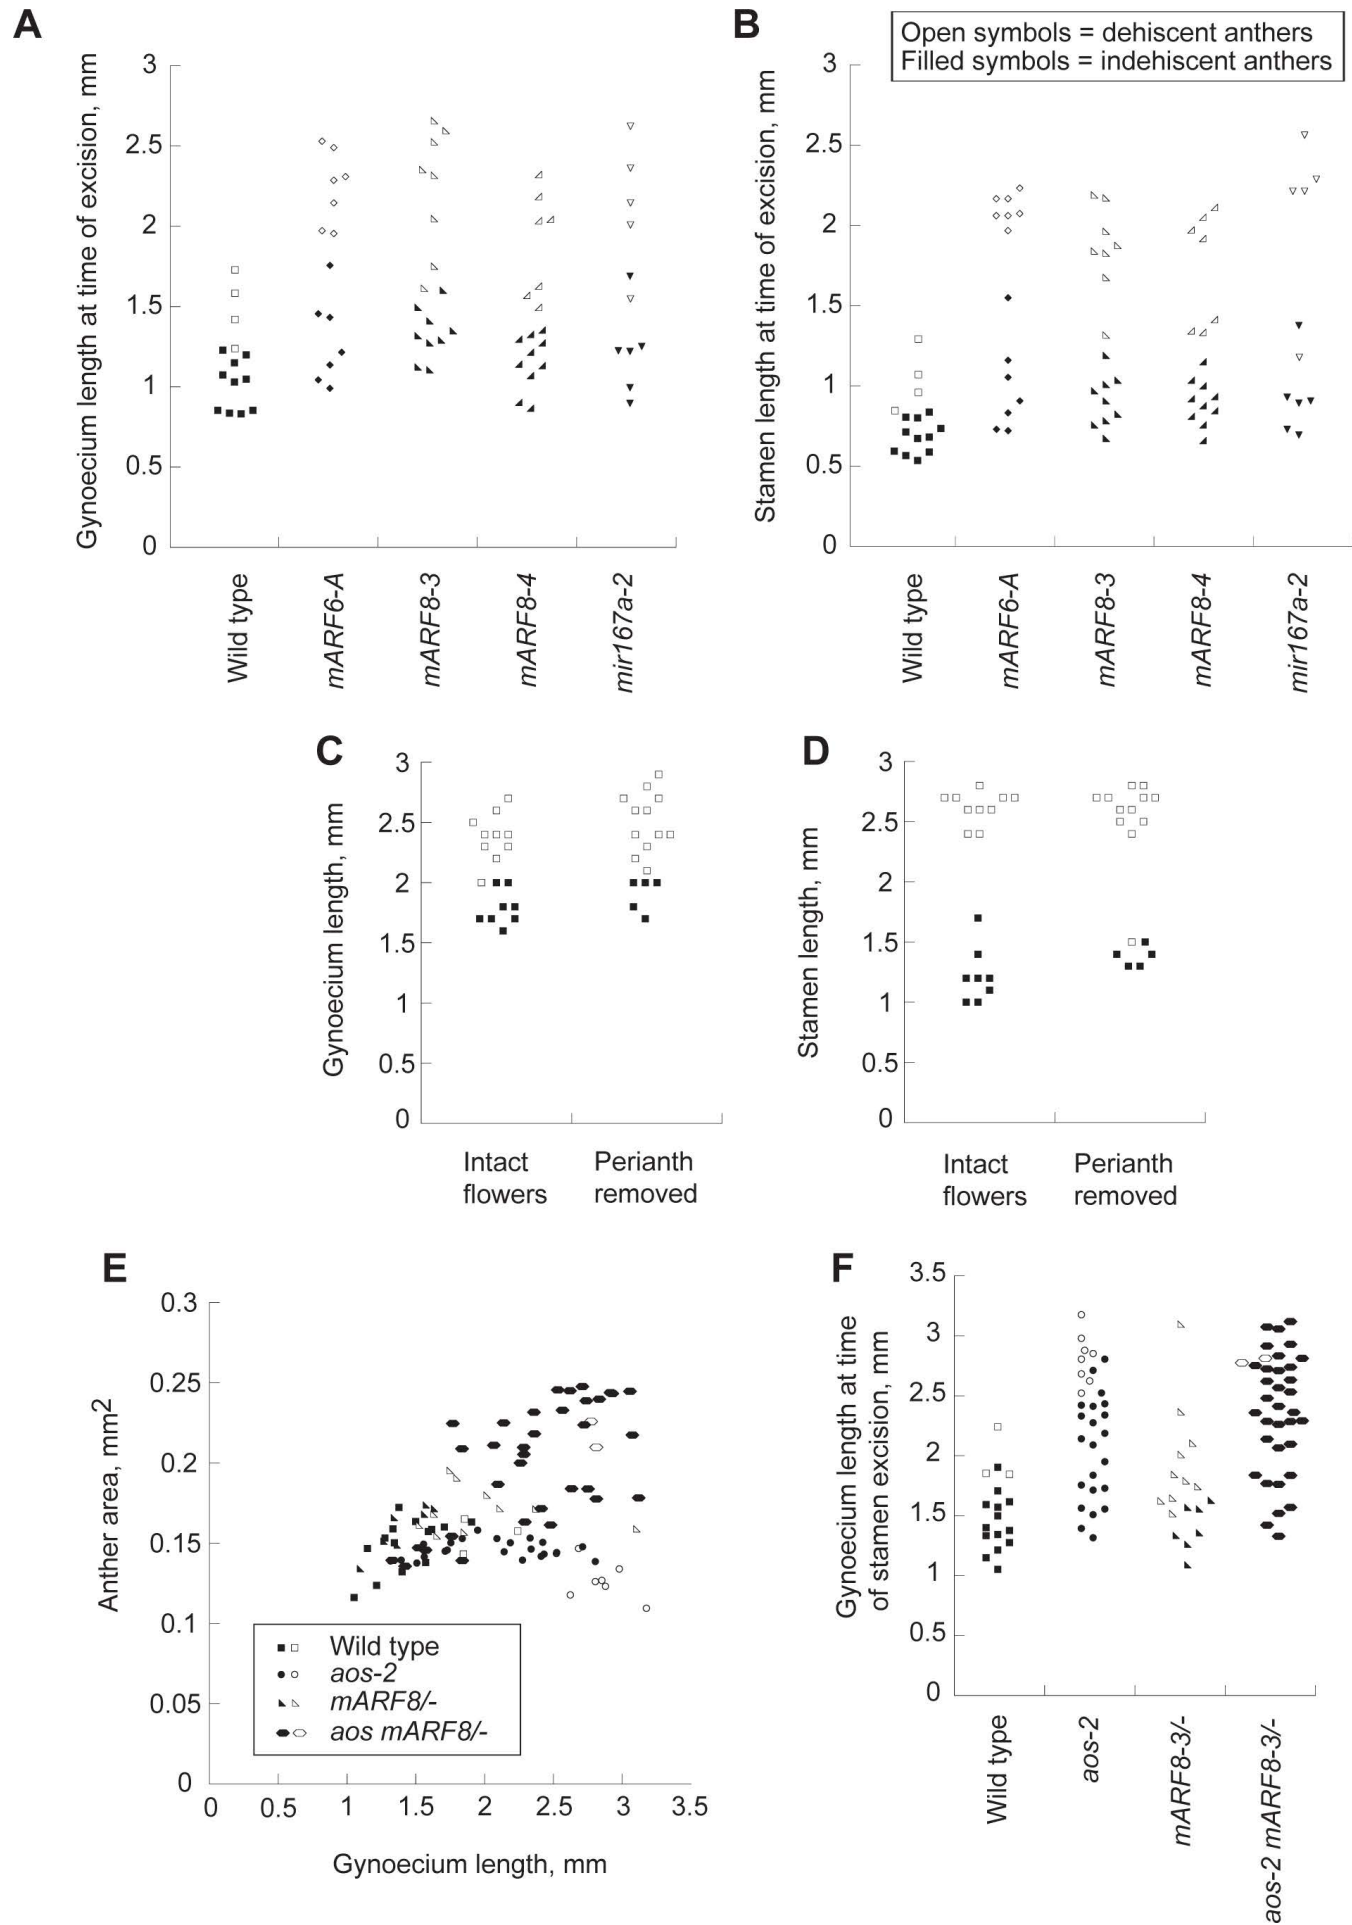 A
B
Open symbols = dehiscent anthers
Filled symbols = indehiscent anthers
Gynoecium length at time of excision, mm
3
2.5
2
1.5
1
0.5
0
Wild type
mARF6-A
mARF8-3
mARF8-4
mir167a-2
Stamen length at time of excision, mm
3
2.5
2
1.5
1
0.5
0
Wild type
mARF6-A
mARF8-3
mARF8-4
mir167a-2
C
Gynoecium length, mm
3
2.5
2
1.5
1
0.5
0
Intact
flowers
Perianth
removed
D
Stamen length, mm
3
2.5
2
1.5
1
0.5
0
Intact
flowers
Perianth
removed
E
Anther area, mm2
0.3
0.25
0.2
0.15
0.1
0.05
0
Wild type
aos-2
mARF8/-
aos mARF8/-
0 0.5 1 1.5 2 2.5 3 3.5
Gynoecium length, mm
F
Gynoecium length at time
of stamen excision, mm
3.5
3
2.5
2
1.5
1
0.5
0
Wild type
aos-2
mARF8-3/-
aos-2 mARF8-3/-